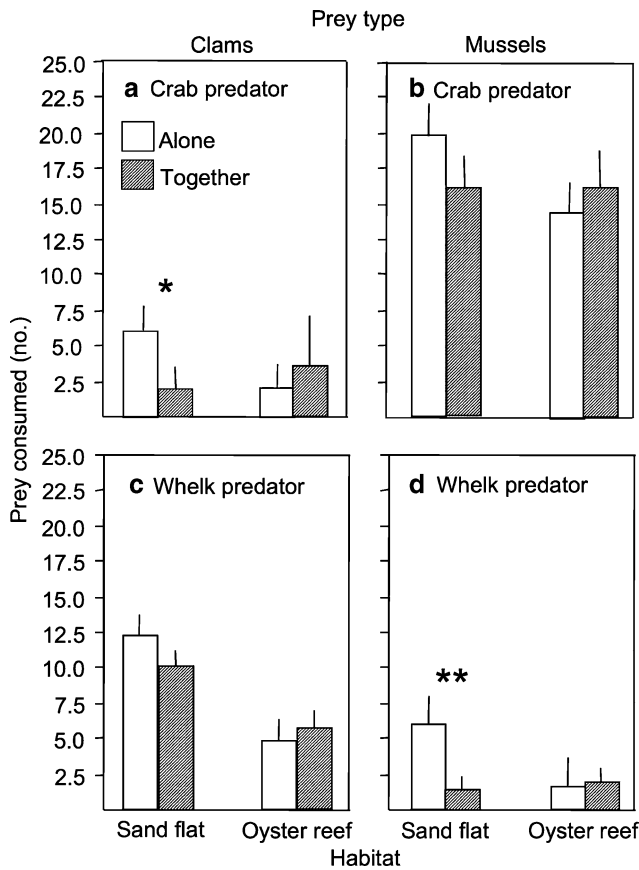 Prey type
Clams
Mussels
25.0
22.5
20.0
17.5
15.0
12.5
10.0
7.5
5.0
2.5
a Crab predator
Alone
Together
*
b Crab predator
Prey consumed (no.)
25.0
22.5
20.0
17.5
15.0
12.5
10.0
7.5
5.0
2.5
c Whelk predator
d Whelk predator
**
Sand flat
Oyster reef
Sand flat
Oyster reef
Habitat